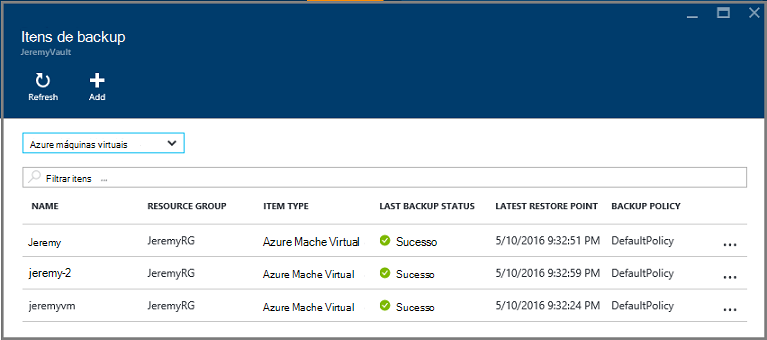 Itens de backup
JeremyVault
Refresh Add
Azure máquinas virtuais
Filtrar itens ...
NAME RESOURCE GROUP ITEM TYPE LAST BACKUP STATUS LATEST RESTORE POINT BACKUP POLICY
Jeremy JeremyRG Azure Mache Virtual Sucesso 5/10/2016 9:32:51 PM DefaultPolicy ...
jeremy-2 JeremyRG Azure Mache Virtual Sucesso 5/10/2016 9:32:59 PM DefaultPolicy ...
jeremyvm JeremyRG Azure Mache Virtual Sucesso 5/10/2016 9:32:24 PM DefaultPolicy ...